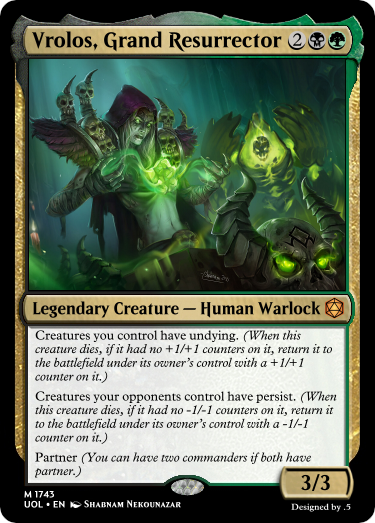 Vrolos, Grand Resurrector 2
Legendary Creature — Human Warlock
Creatures you control have undying. (When this
creature dies, if it had no +1/+1 counters on it, return it to
the battlefield under its owner's control with a +1/+1
counter on it.)
Creatures your opponents control have persist. (When
this creature dies, if it had no -1/-1 counters on it, return
it to the battlefield under its owner's control with a -1/-1
counter on it.)
Partner (You can have two commanders if both have
partner.)
3/3
M 1743
UOL • EN Shabnam Nekounazar
Designed by .5